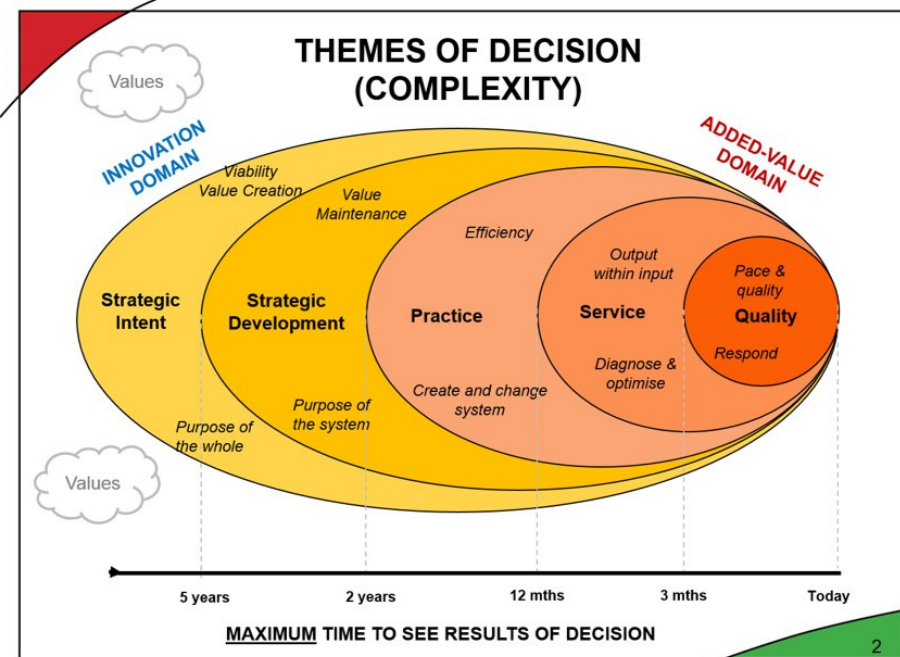 THEMES OF DECISION
(COMPLEXITY)
Values
INNOVATION
DOMAIN
ADDED-VALUE
DOMAIN
Viability
Value Creation
Value
Maintenance
Efficiency
Output
within input
Pace &
quality
Strategic
Intent
Strategic
Development
Practice
Service
Quality
Respond
Diagnose &
optimise
Create and change
system
Purpose of
the system
Purpose of
the whole
Values
5 years
2 years
12 mths
3 mths
Today
MAXIMUM TIME TO SEE RESULTS OF DECISION
2